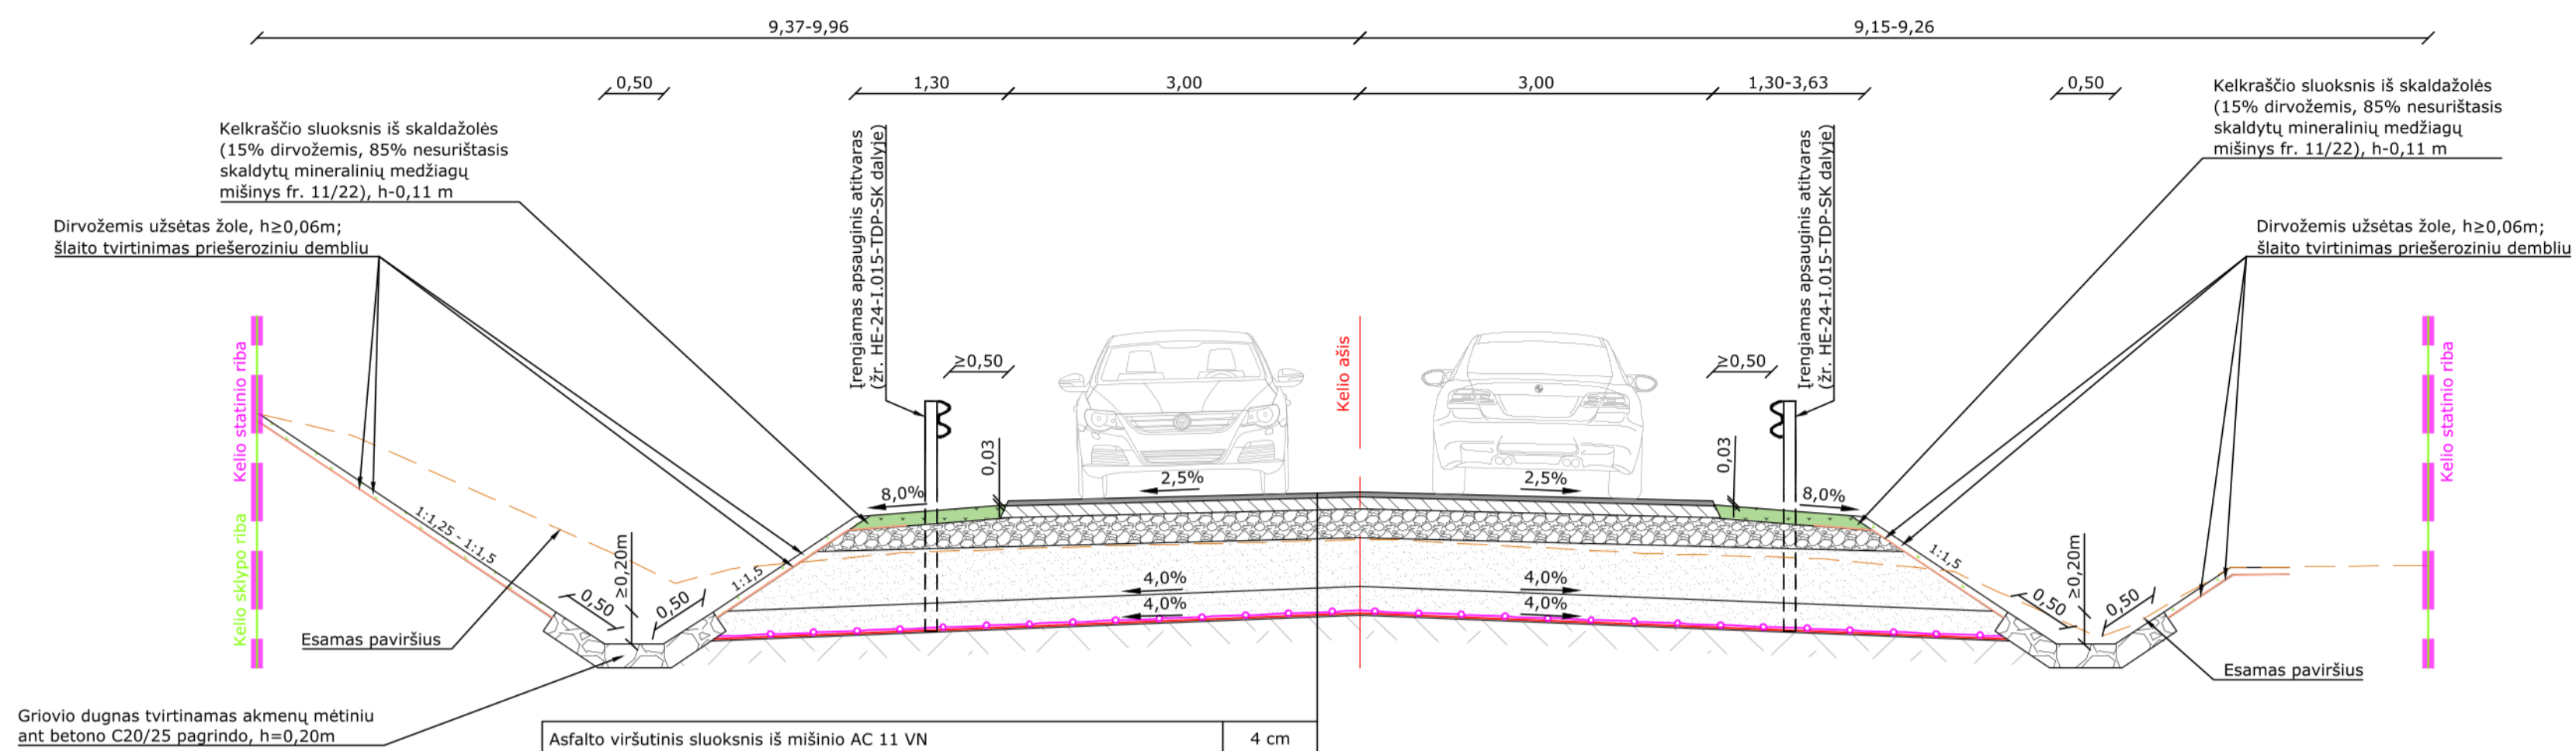 9,37-9,96
9,15-9,26
0,50
1,30
3,00
3,00
1,30-3,63
0,50
Kelkraščio sluoksnis iš skaldažolės
(15% dirvožemis, 85% nesurištasis
skaldytų mineralinių medžiagų
mišinys fr. 11/22), h-0,11 m
Kelkraščio sluoksnis iš skaldažolės
(15% dirvožemis, 85% nesurištasis
skaldytų mineralinių medžiagų
mišinys fr. 11/22), h-0,11 m
Įrengiamas apsauginis atitvaras
(žr. HE-24-I.015-TDP-SK dalyje)
Įrengiamas apsauginis atitvaras
(žr. HE-24-I.015-TDP-SK dalyje)
Dirvožemis užsėtas žole, h≥0,06m;
šlaito tvirtinimas priešeroziniu dembliu
Dirvožemis užsėtas žole, h≥0,06m;
šlaito tvirtinimas priešeroziniu dembliu
Kelio statinio riba
Kelio sklypo riba
≥0,50
Kelio ašis
≥0,50
Kelio statinio riba
0,03
0,03
8,0%
2,5%
2,5%
8,0%
1:1,25 - 1:1,5
1:1,5
1:1,5
≥0,20m
≥0,20m
0,50
0,50
4,0%
4,0%
4,0%
4,0%
0,50
0,50
Esamas paviršius
Esamas paviršius
Griovio dugnas tvirtinamas akmenų mėtiniu
ant betono C20/25 pagrindo, h=0,20m
Asfalto viršutinis sluoksnis iš mišinio AC 11 VN
4 cm